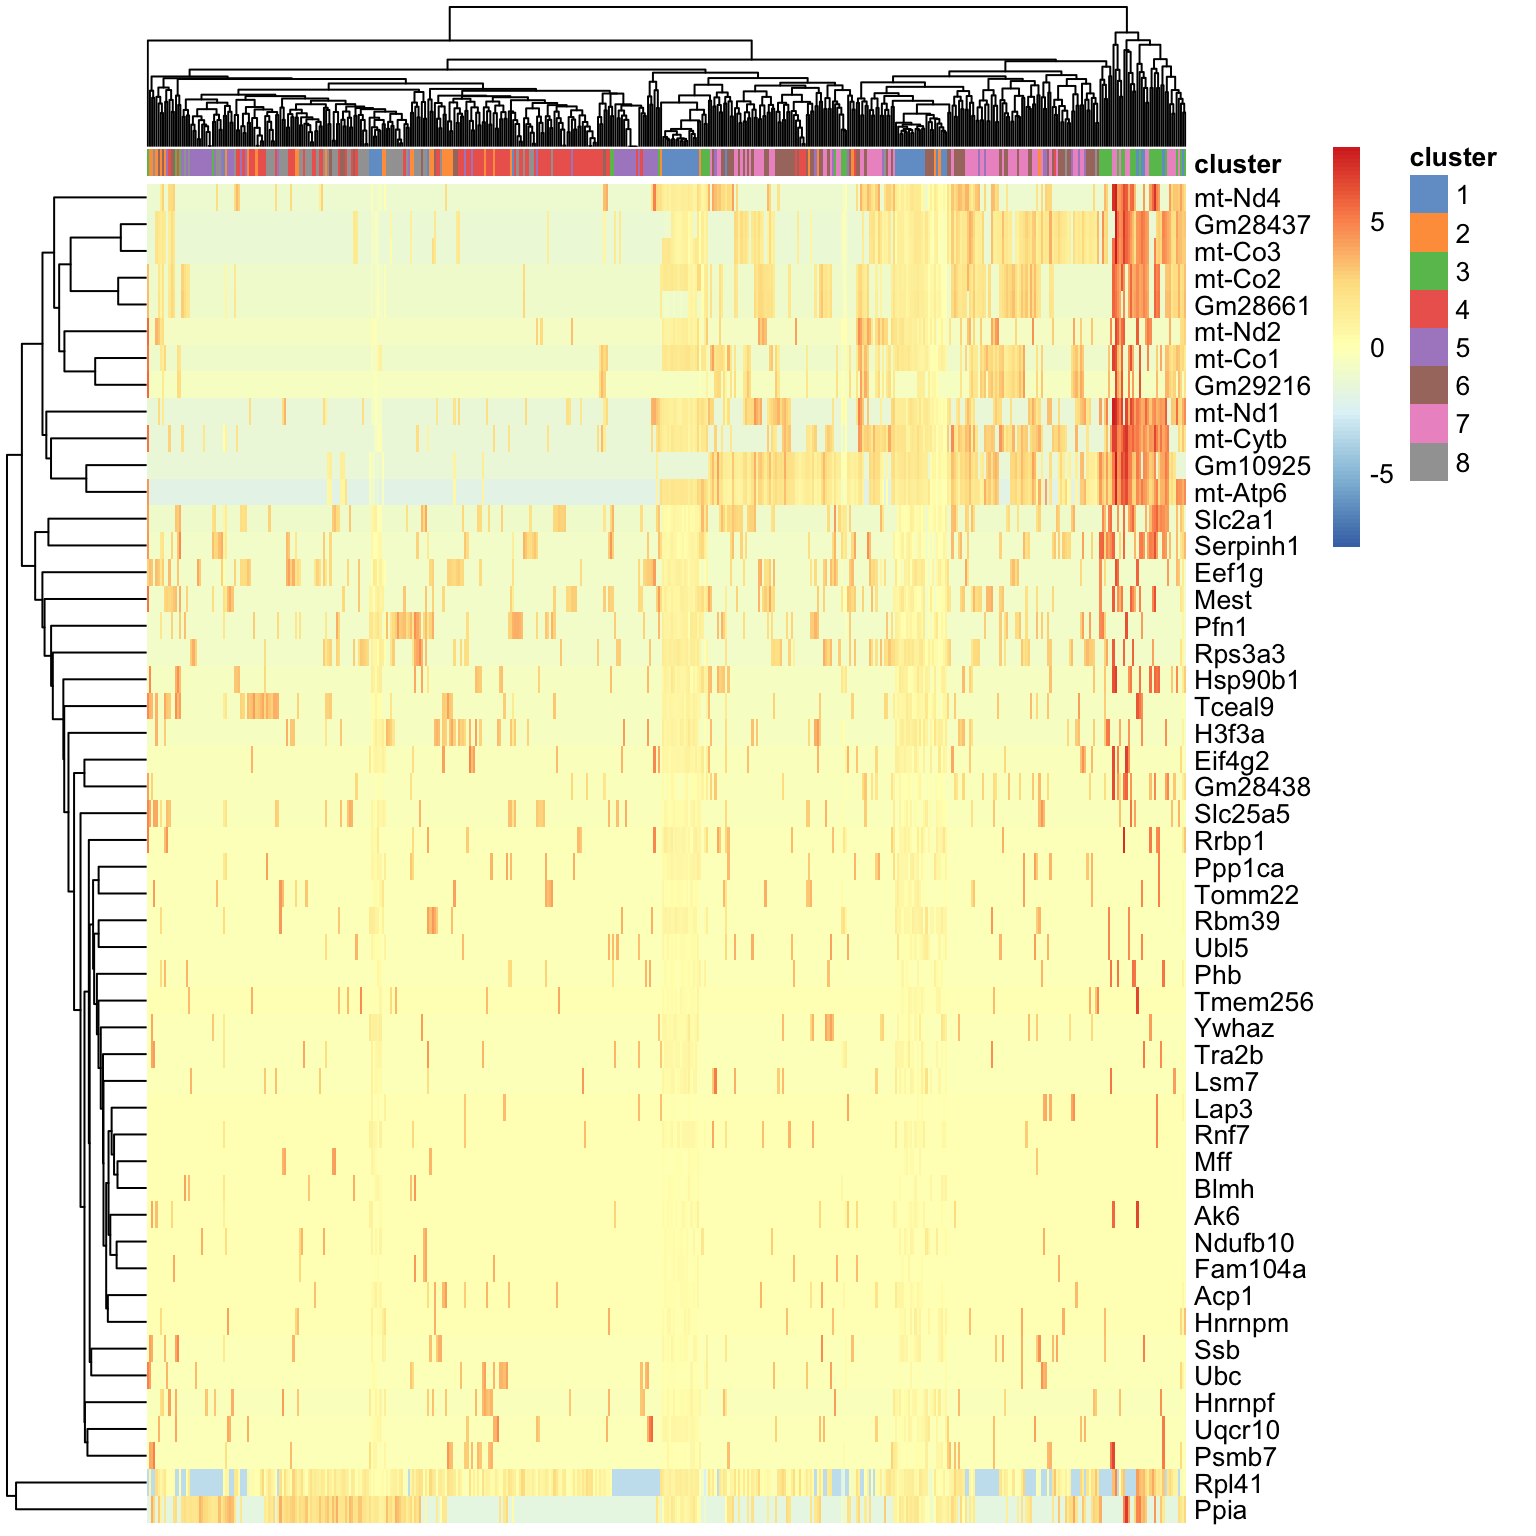 cluster
mt-Nd4
Gm28437
mt-Co3
mt-Co2
Gm28661
mt-Nd2
mt-Co1
Gm29216
mt-Nd1
mt-Cytb
Gm10925
mt-Atp6
Slc2a1
Serpinh1
Eef1g
Mest
Pfn1
Rps3a3
Hsp90b1
Tceal9
H3f3a
Eif4g2
Gm28438
Slc25a5
Rrbp1
Ppp1ca
Tomm22
Rbm39
Ubl5
Phb
Tmem256
Ywhaz
Tra2b
Lsm7
Lap3
Rnf7
Mff
Blmh
Ak6
Ndufb10
Fam104a
Acp1
Hnrnpm
Ssb
Ubc
Hnrnpf
Uqcr10
Psmb7
Rpl41
Ppia
5
0
-5
cluster
1
2
3
4
5
6
7
8